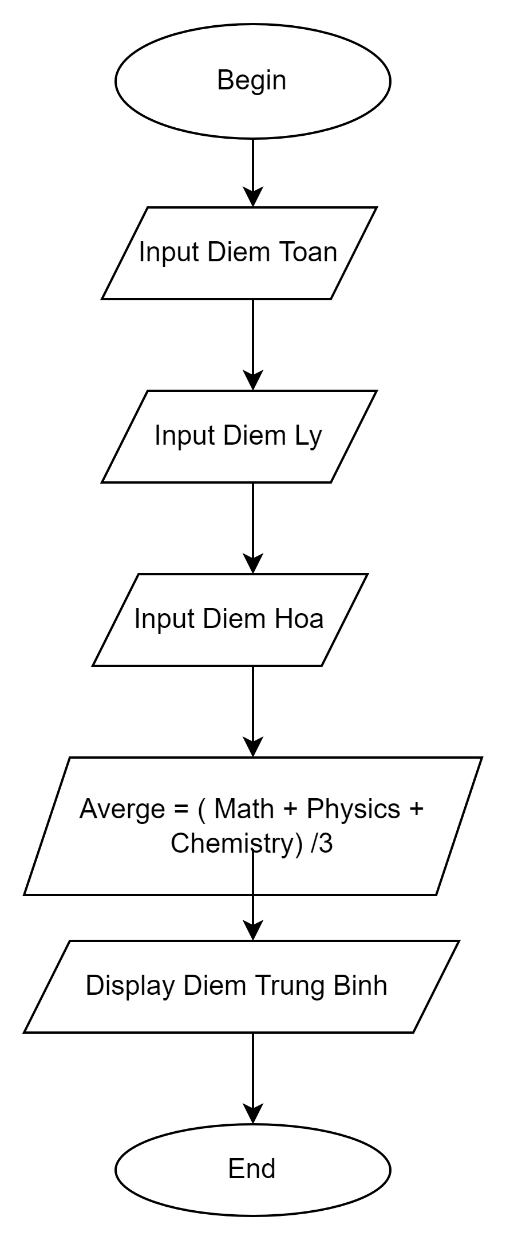 Begin
Input Diem Toan
Input Diem Ly
Input Diem Hoa
Averge = ( Math + Physics +
Chemistry) /3
Display Diem Trung Binh
End